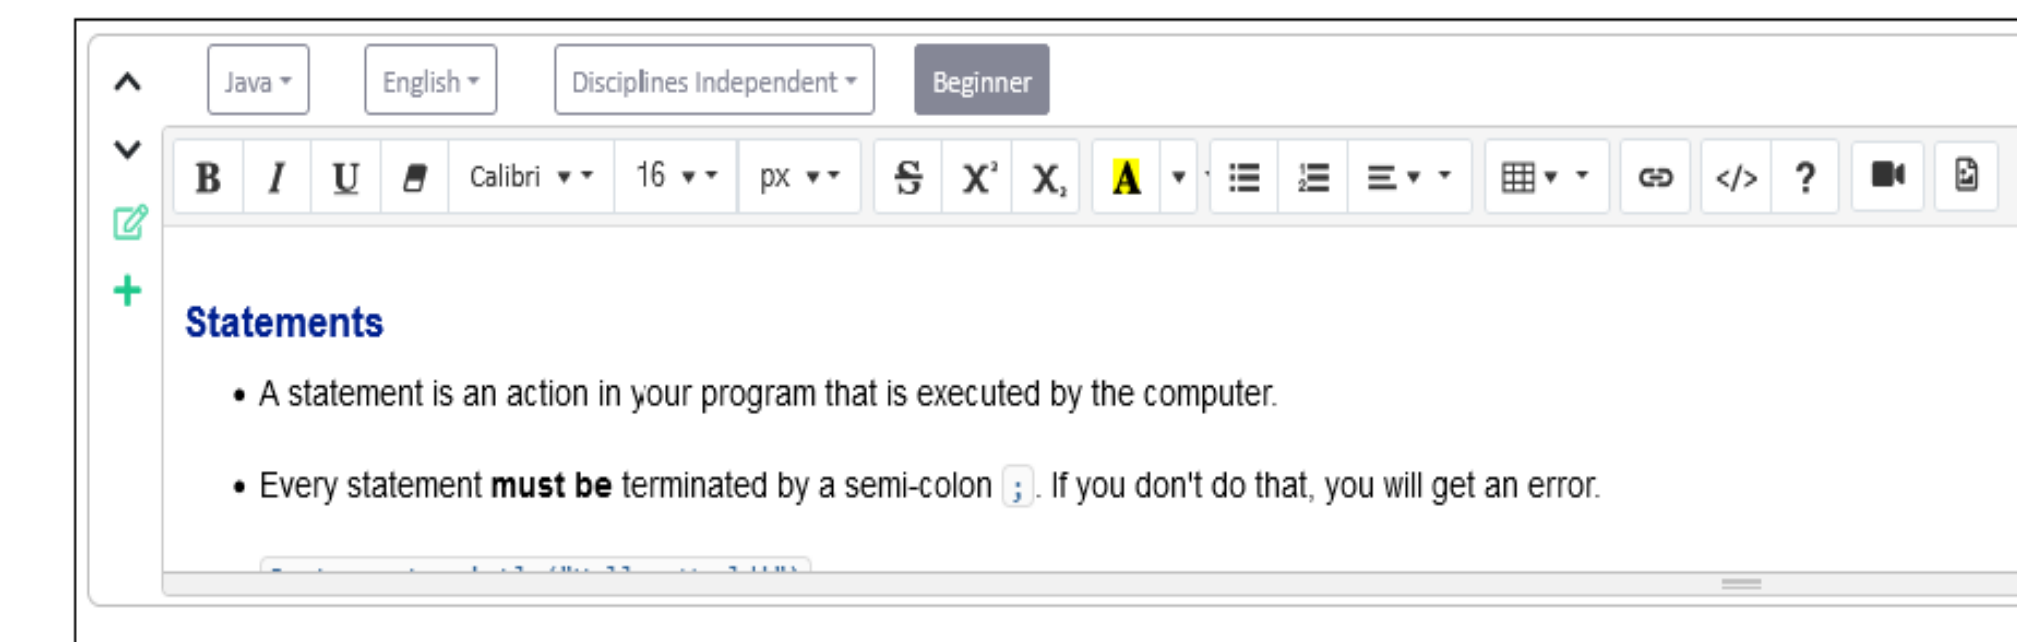 Java English Disciplines Independent Beginner
B I U Calibri 16 px S X² X₂ A </> ?
Statements
• A statement is an action in your program that is executed by the computer.
• Every statement must be terminated by a semi-colon ;. If you don't do that, you will get an error.